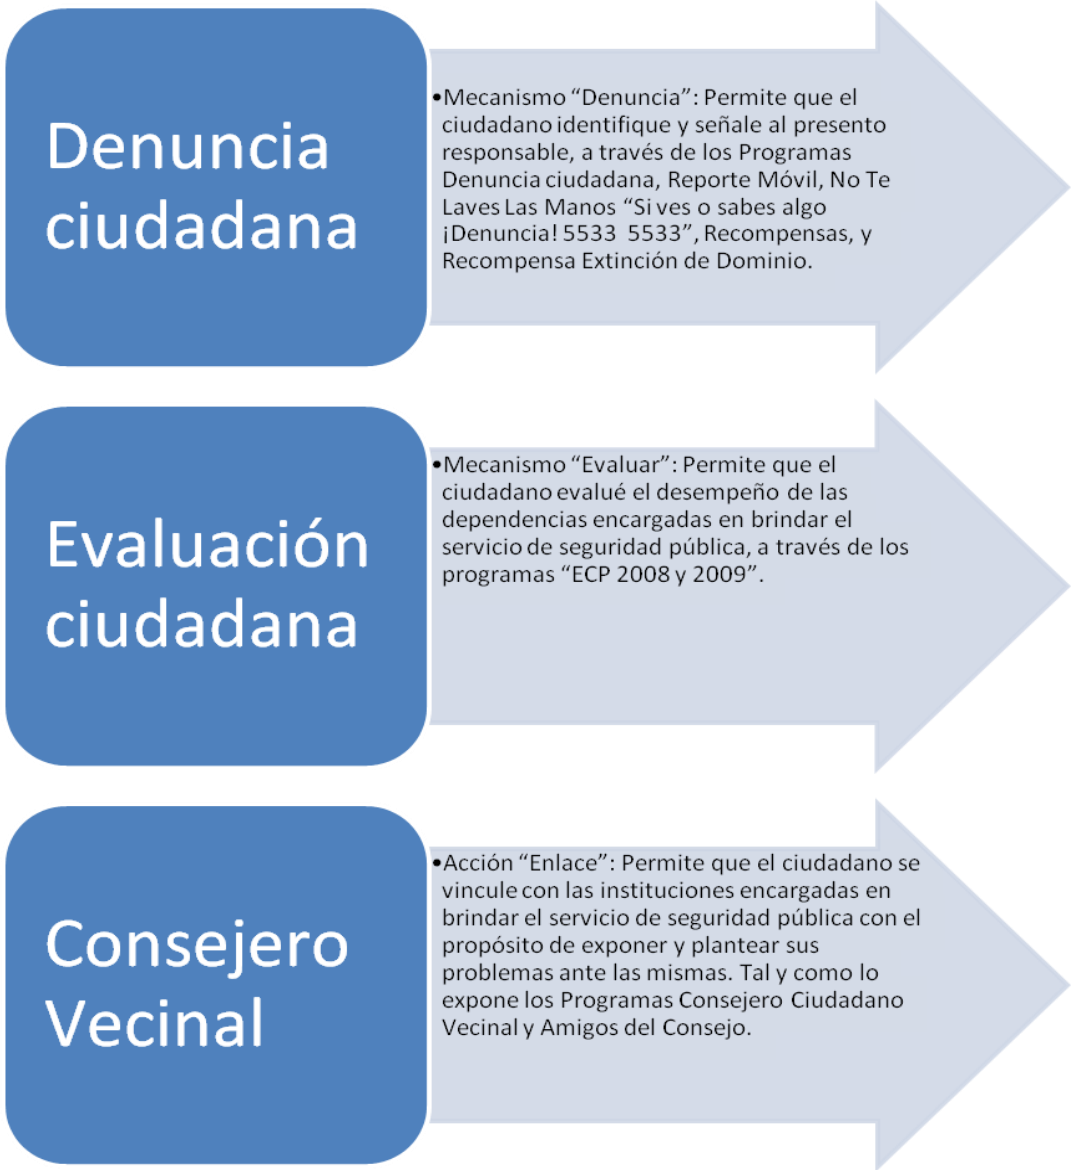 Denuncia
ciudadana
•Mecanismo “Denuncia”: Permite que el
ciudadano identifique y señale al presento
responsable, a través de los Programas
Denuncia ciudadana, Reporte Móvil, No Te
Laves Las Manos “Si ves o sabes algo
¡Denuncia! 5533 5533”, Recompensas, y
Recompensa Extinción de Dominio.
Evaluación
ciudadana
•Mecanismo “Evaluar”: Permite que el
ciudadano evalué el desempeño de las
dependencias encargadas en brindar el
servicio de seguridad pública, a través de los
programas “ECP 2008 y 2009”.
Consejero
Vecinal
•Acción “Enlace”: Permite que el ciudadano se
vincule con las instituciones encargadas en
brindar el servicio de seguridad pública con el
propósito de exponer y plantear sus
problemas ante las mismas. Tal y como lo
expone los Programas Consejero Ciudadano
Vecinal y Amigos del Consejo.